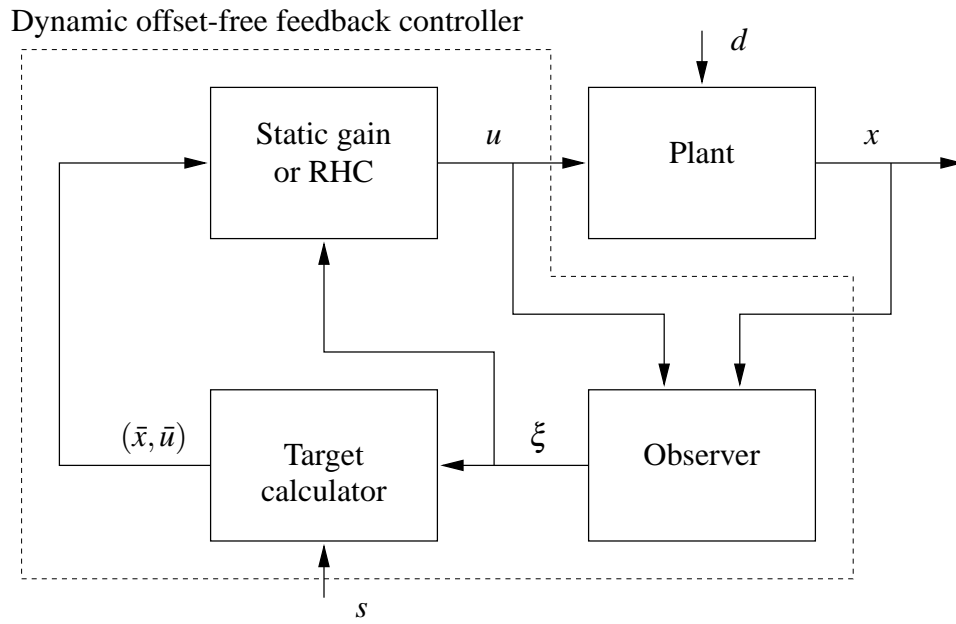 Dynamic offset-free feedback controller
d
Static gain
or RHC
u
Plant
x
(x̄, ū)
Target
calculator
ξ
Observer
s